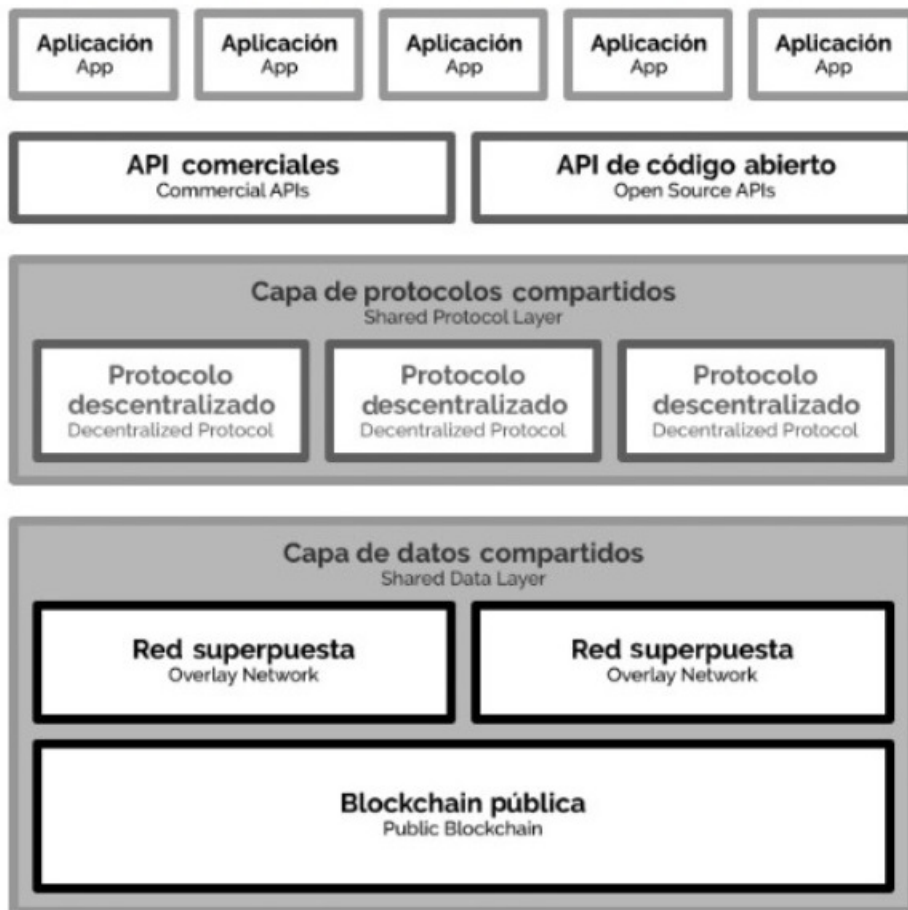 Aplicación Aplicación Aplicación Aplicación Aplicación
App App App App App
API comerciales API de código abierto
Commercial APIs Open Source APIs
Capa de protocolos compartidos
Shared Protocol Layer
Protocolo Protocolo Protocolo
descentralizado descentralizado descentralizado
Decentralized Protocol Decentralized Protocol Decentralized Protocol
Capa de datos compartidos
Shared Data Layer
Red superpuesta Red superpuesta
Overlay Network Overlay Network
Blockchain pública
Public Blockchain